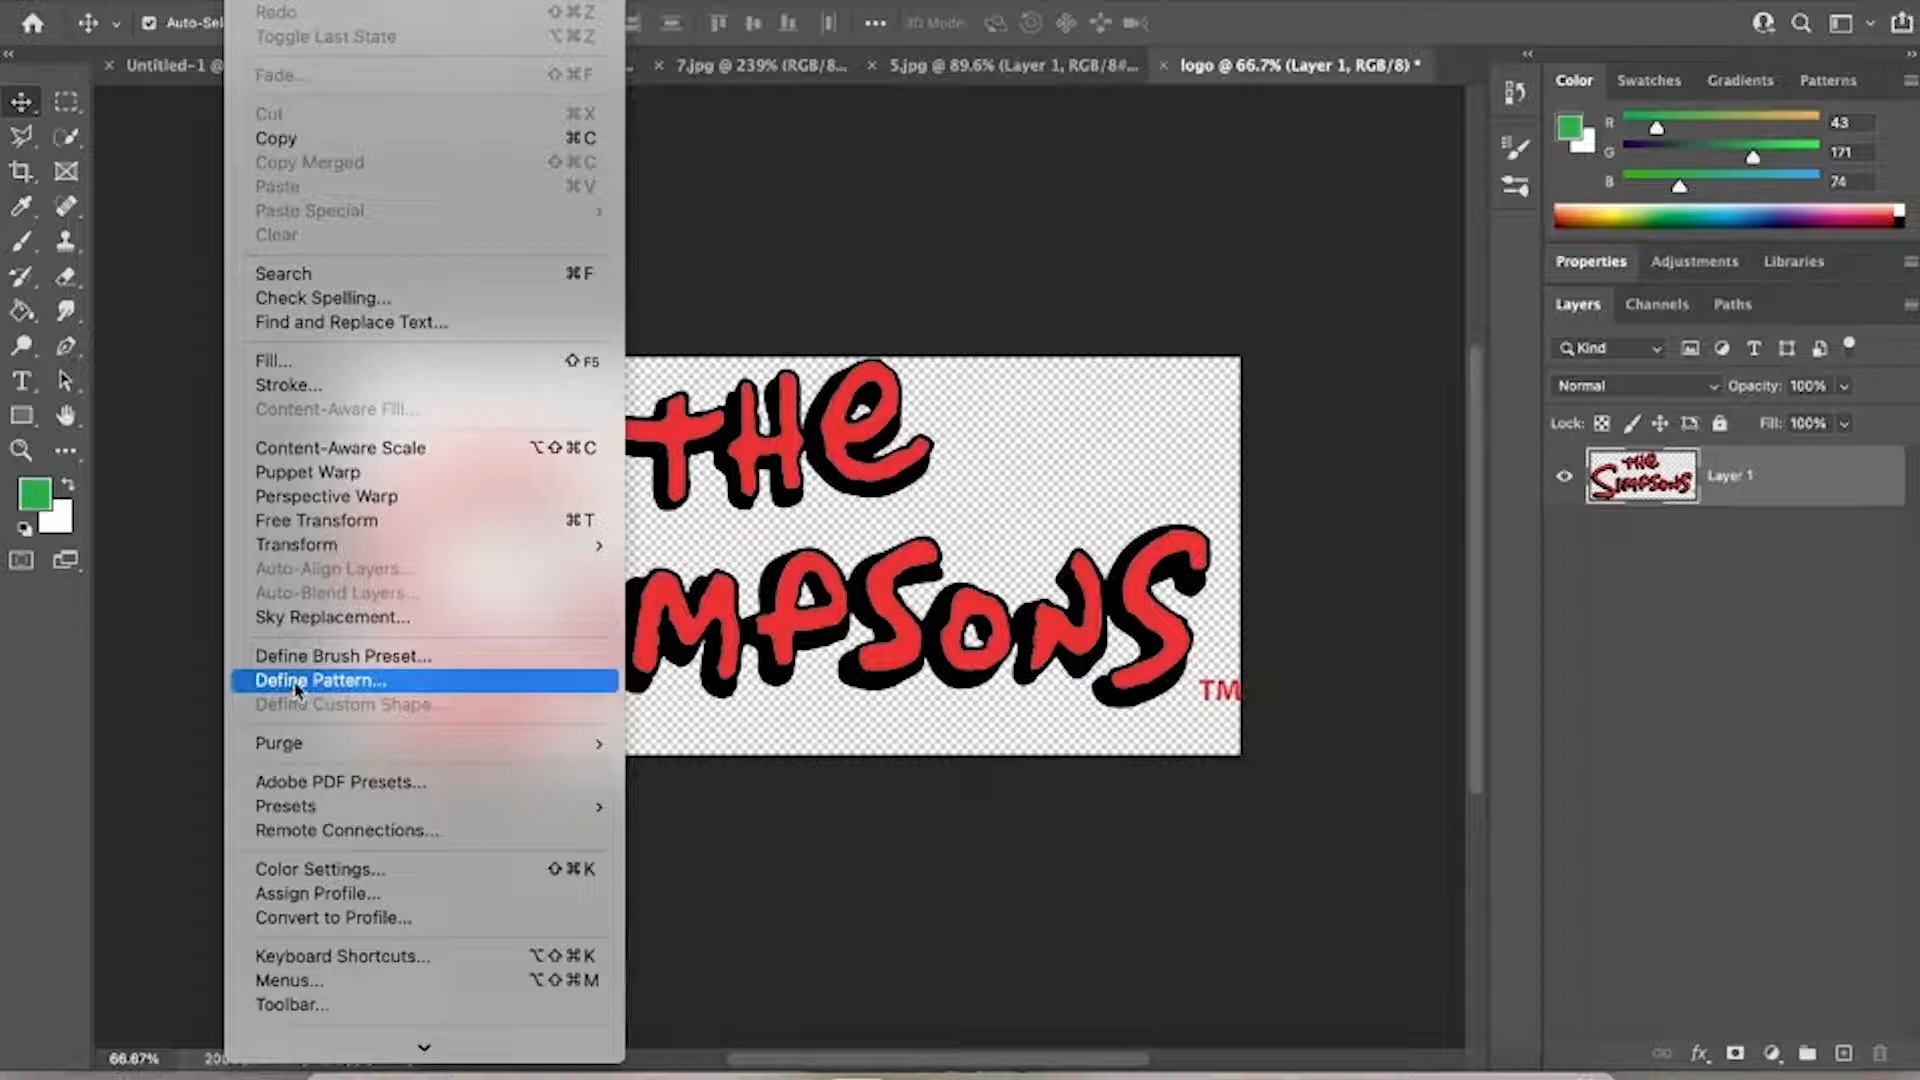 Redo ⇧⌘Z
Toggle Last State ⌥⌘Z
Fade... ⇧⌘F
Cut ⌘X
Copy ⌘C
Copy Merged ⇧⌘C
Paste ⌘V
Paste Special
Clear
Search ⌘F
Check Spelling...
Find and Replace Text...
Fill... ⇧F5
Stroke...
Content-Aware Fill...
Content-Aware Scale ⌥⇧⌘C
Puppet Warp
Perspective Warp
Free Transform ⌘T
Transform
Auto-Align Layers...
Auto-Blend Layers...
Sky Replacement...
Define Brush Preset...
Define Pattern...
Define Custom Shape...
Purge
Adobe PDF Presets...
Presets
Remote Connections...
Color Settings... ⇧⌘K
Assign Profile...
Convert to Profile...
Keyboard Shortcuts... ⌥⇧⌘K
Menus... ⌥⇧⌘M
Toolbar...
3D Mode:
Untitled-1 @
7.jpg @ 239% (RGB/8...
5.jpg @ 89.6% (Layer 1, RGB/8#...
logo @ 66.7% (Layer 1, RGB/8) *
THe
MPSONS
TM
66.67%
Color Swatches Gradients Patterns
R 43
G 171
B 74
Properties Adjustments Libraries
Layers Channels Paths
Kind
Normal Opacity: 100%
Lock: Fill: 100%
THe
SIMPSONS
Layer 1
fx